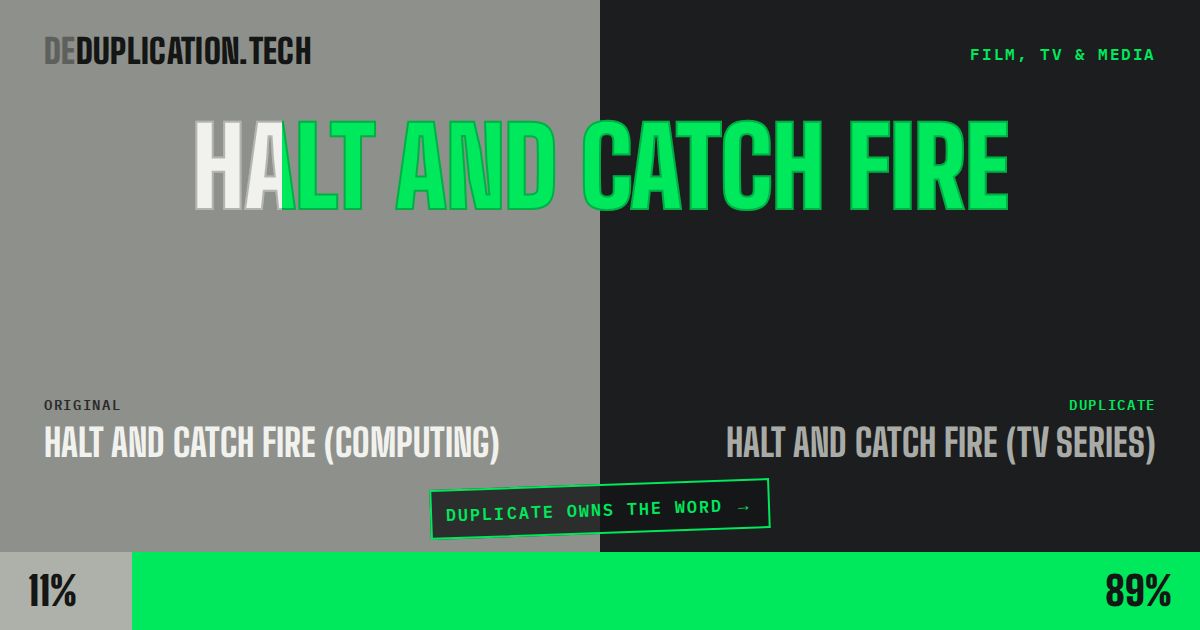 DEDUPLICATION.TECH
FILM, TV & MEDIA
HALT AND CATCH FIRE
ORIGINAL
HALT AND CATCH FIRE (COMPUTING)
DUPLICATE
HALT AND CATCH FIRE (TV SERIES)
DUPLICATE OWNS THE WORD →
11%
89%